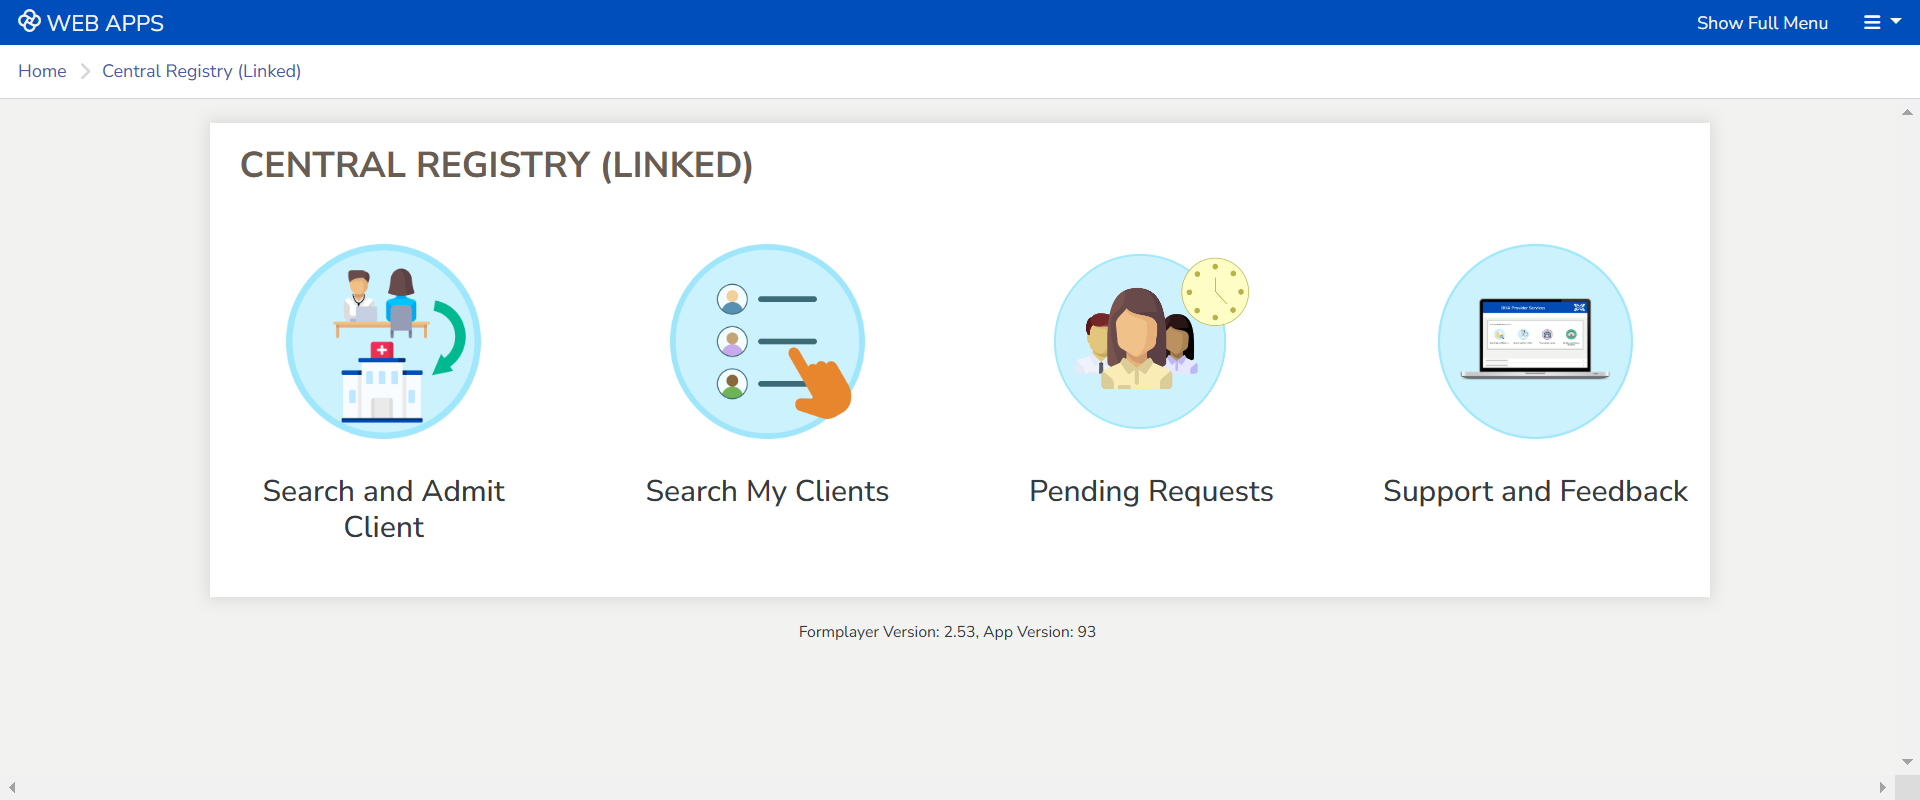 WEB APPS
Show Full Menu
Home
Central Registry (Linked)
CENTRAL REGISTRY (LINKED)
Search and Admit
Client
Search My Clients
Pending Requests
Support and Feedback
Formplayer Version: 2.53, App Version: 93